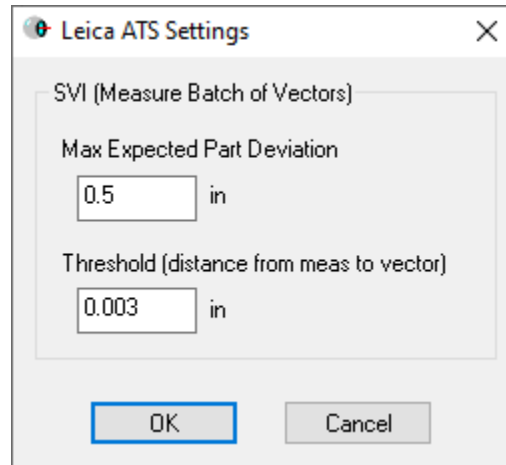 Leica ATS Settings
SVI (Measure Batch of Vectors)
Max Expected Part Deviation
0.5 in
Threshold (distance from meas to vector)
0.003 in
OK Cancel